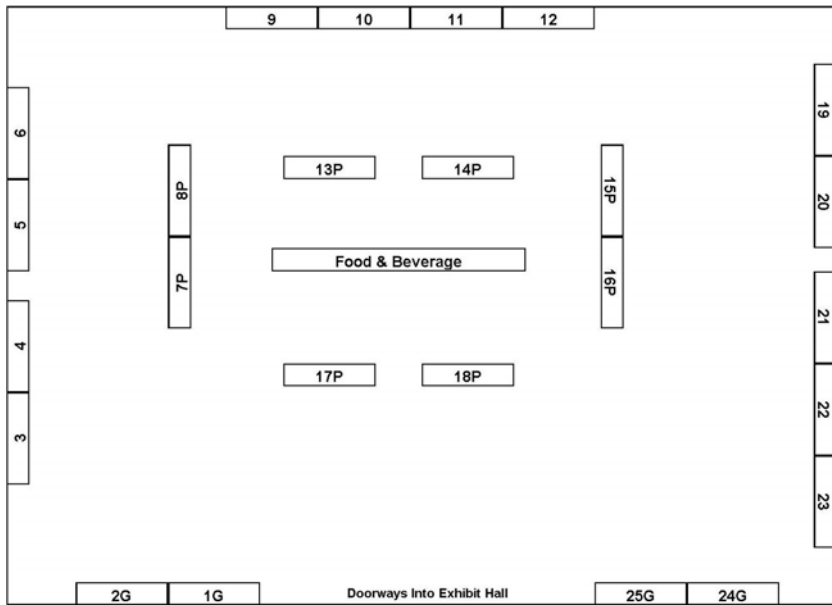 9 10 11 12
19
6
13P 14P
8P
15P
20
5
Food & Beverage
7P
16P
21
4
17P 18P
22
3
23
2G 1G Doorways Into Exhibit Hall 25G 24G